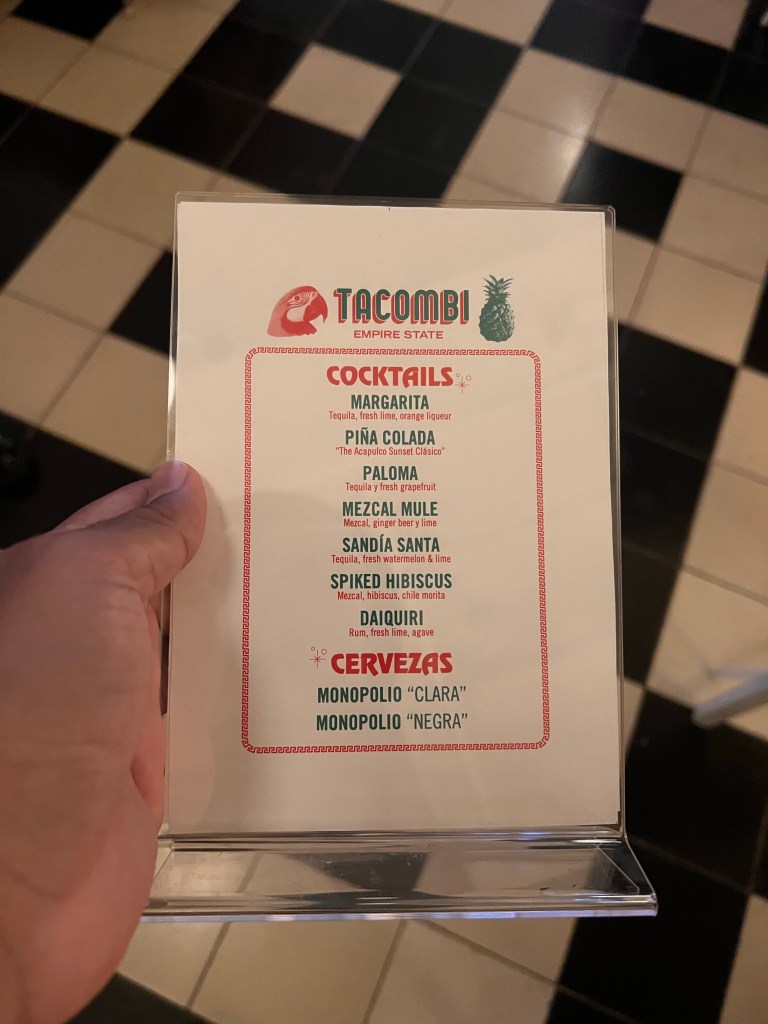 TACOMBI
EMPIRE STATE
COCKTAILS
MARGARITA
Tequila, fresh lime, orange liqueur
PIÑA COLADA
"The Acapulco Sunset Clásico"
PALOMA
Tequila y fresh grapefruit
MEZCAL MULE
Mezcal, ginger beer y lime
SANDÍA SANTA
Tequila, fresh watermelon & lime
SPIKED HIBISCUS
Mezcal, hibiscus, chile morita
DAIQUIRI
Rum, fresh lime, agave
CERVEZAS
MONOPOLIO “CLARA”
MONOPOLIO “NEGRA”